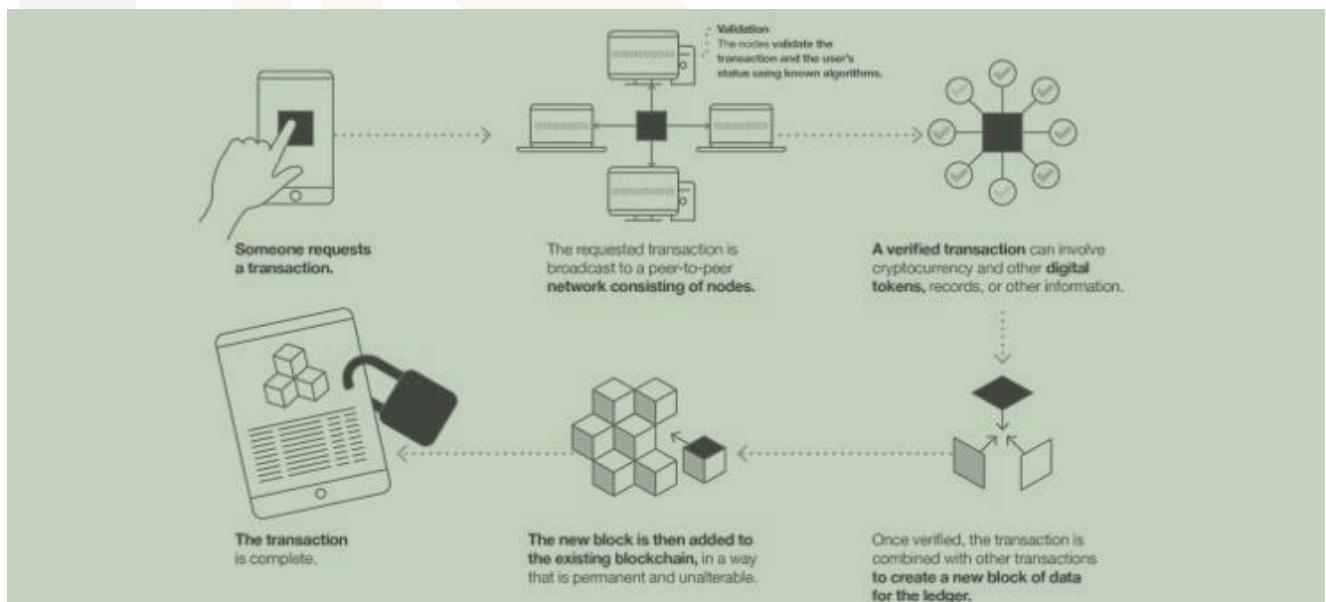 Validation
The nodes validate the
transaction and the user's
status using known algorithms.
Someone requests
a transaction.
The requested transaction is
broadcast to a peer-to-peer
network consisting of nodes.
A verified transaction can involve
cryptocurrency and other digital
tokens, records, or other information.
The transaction
is complete.
The new block is then added to
the existing blockchain, in a way
that is permanent and unalterable.
Once verified, the transaction is
combined with other transactions
to create a new block of data
for the ledger.